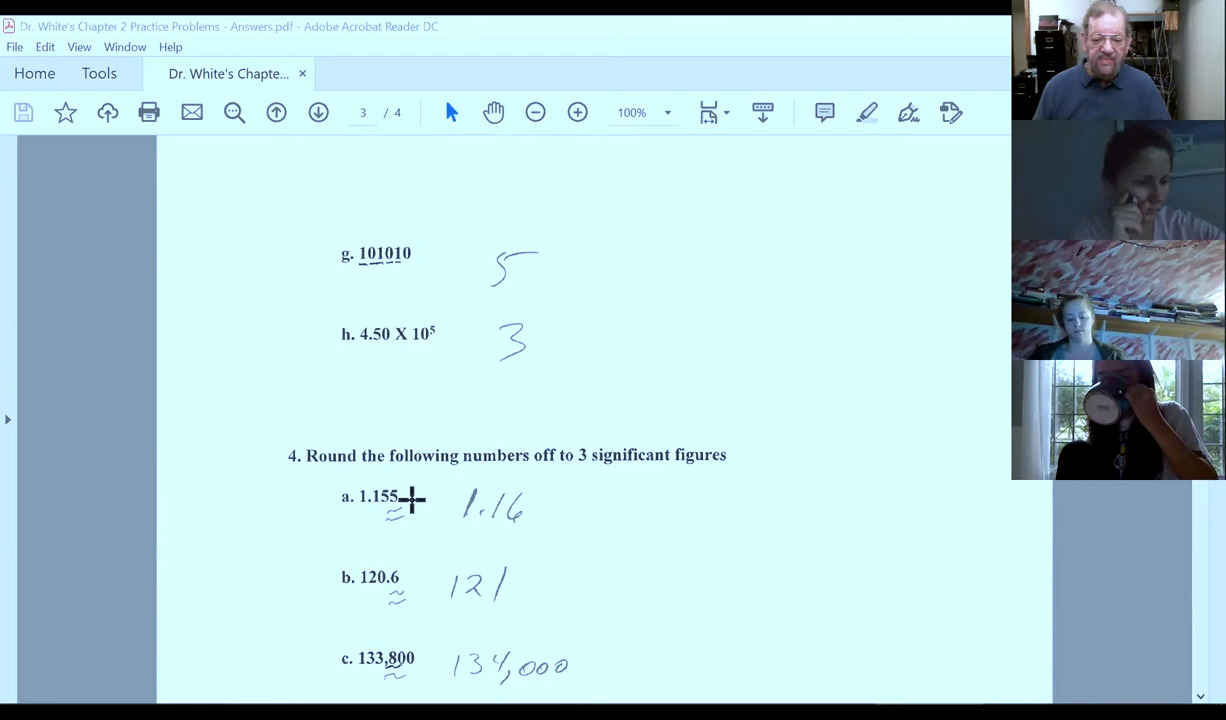 Dr. White's Chapter 2 Practice Problems - Answers.pdf - Adobe Acrobat Reader DC
File Edit View Window Help
Home Tools Dr. White's Chapte... ×
3 / 4 100%
g. 101010 5
h. 4.50 X 10⁵ 3
4. Round the following numbers off to 3 significant figures
a. 1.155 1.16
b. 120.6 121
c. 133,800 134,000